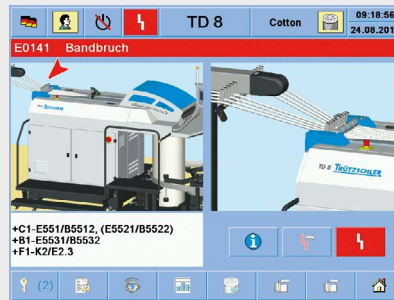 TD 8
Cotton
09:18:56
24.08.201
E0141 Bandbruch
TRÜTZSCHLER
TD 8 TRÜTZSCHLER
+C1-E551/B5512, (E5521/B5522)
+B1-E5531/B5532
+F1-K2/E2.3
(2)